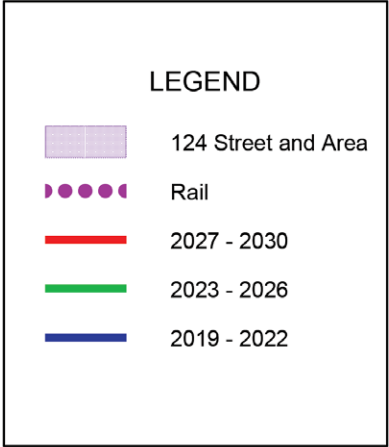 LEGEND
124 Street and Area
Rail
2027 - 2030
2023 - 2026
2019 - 2022